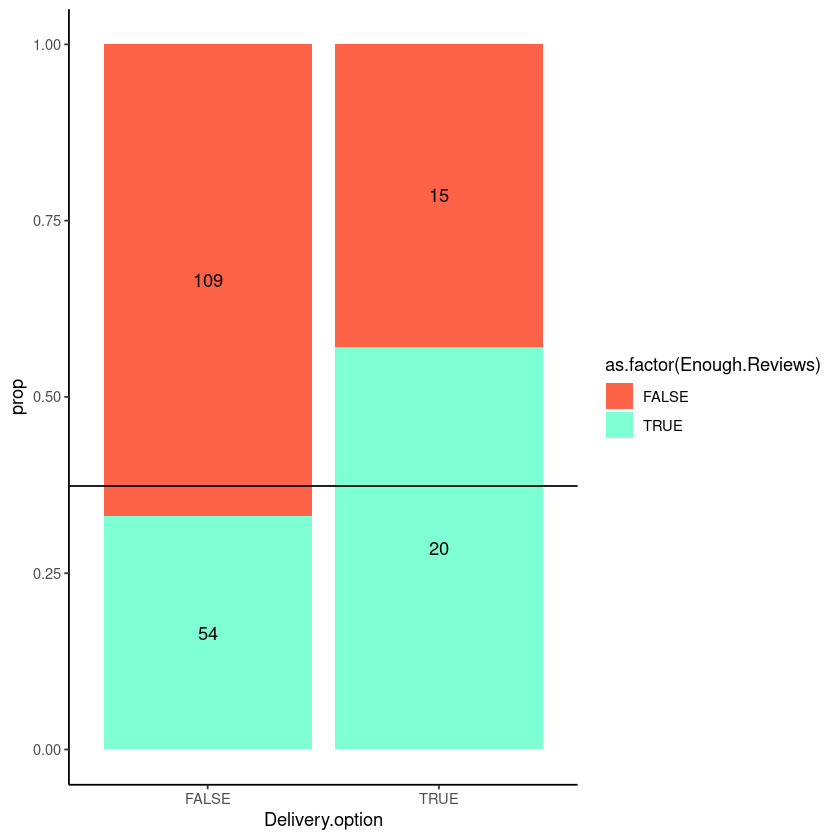 1.00
0.75
0.50
0.25
0.00
prop
109
15
54
20
FALSE
TRUE
Delivery.option
as.factor(Enough.Reviews)
FALSE
TRUE